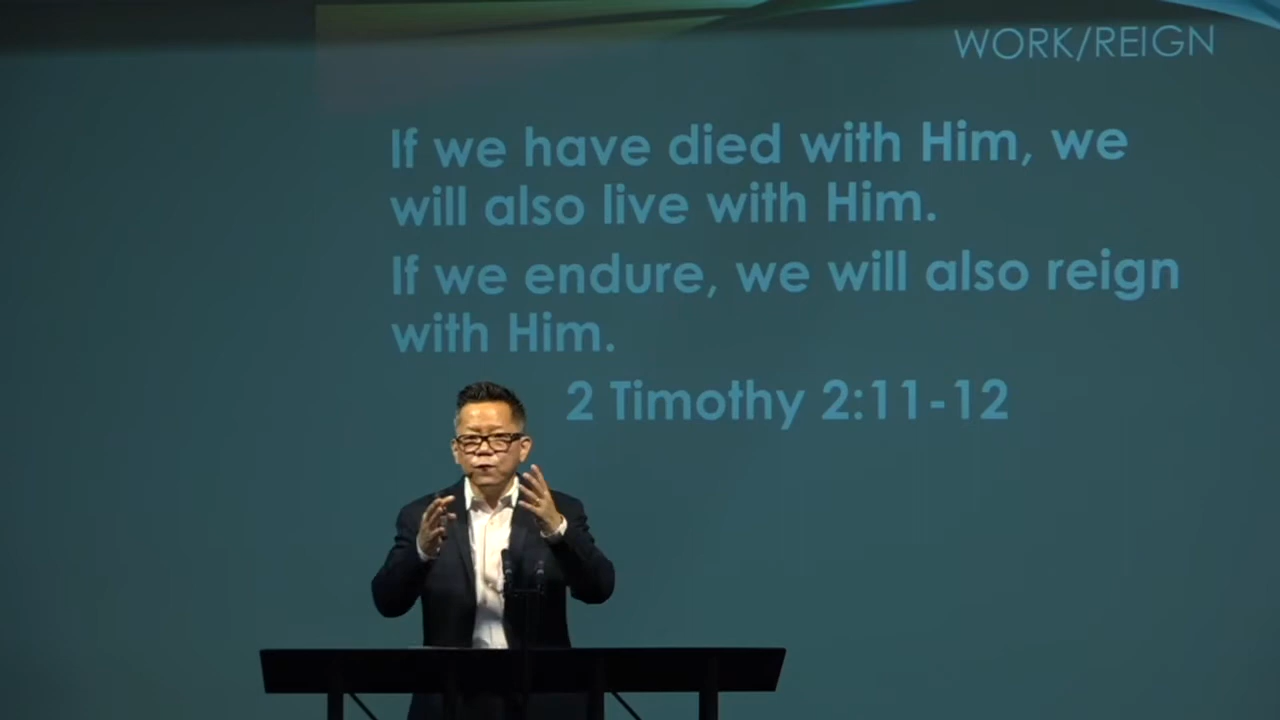 WORK/REIGN
If we have died with Him, we
will also live with Him.
If we endure, we will also reign
with Him.
2 Timothy 2:11-12